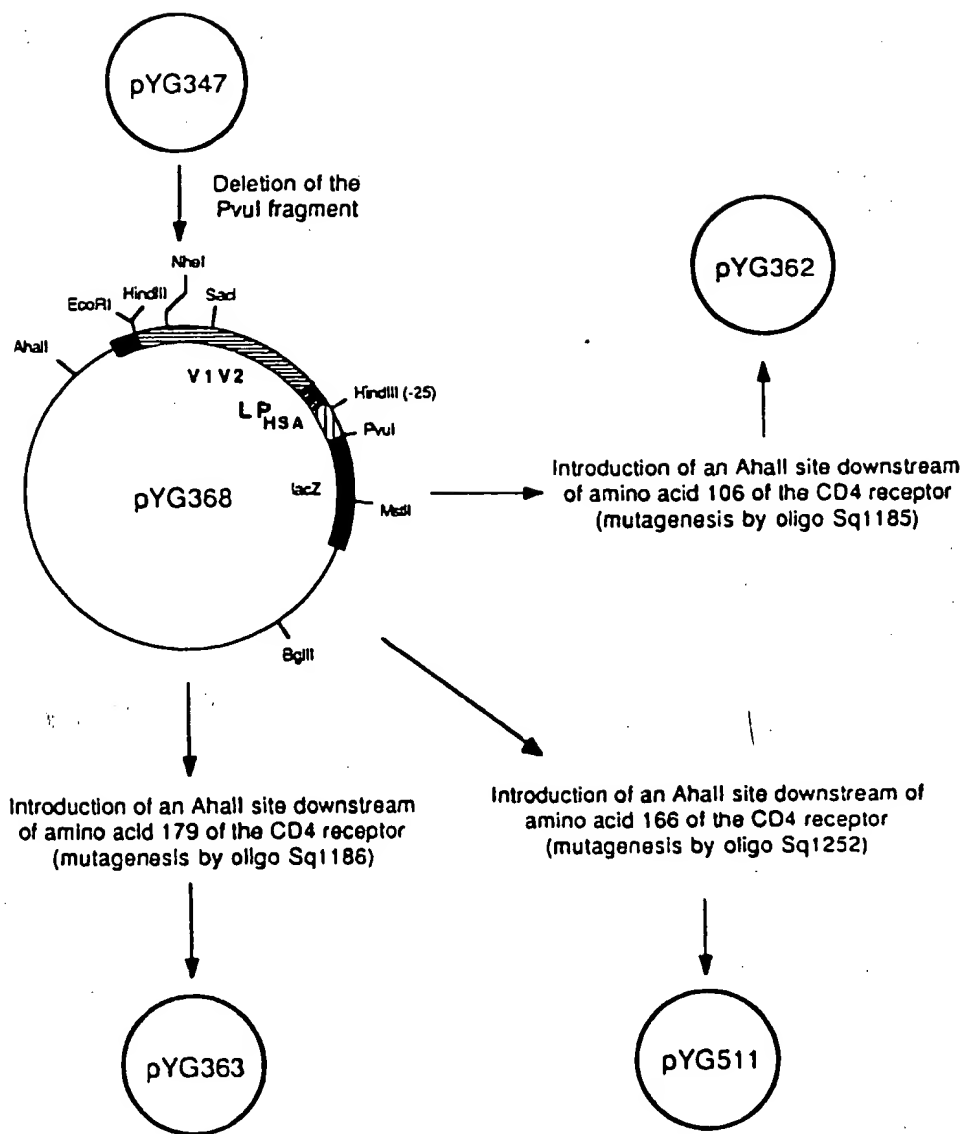 pYG347
Deletion of the
PvuI fragment
NheI
HindIII
SacI
EcoRI
AhaII
V1V2
HindIII (-25)
LP HSA
PvuI
lacZ
MstII
pYG368
BglII
pYG362
Introduction of an AhaII site downstream
of amino acid 106 of the CD4 receptor
(mutagenesis by oligo Sq1185)
Introduction of an AhaII site downstream
of amino acid 179 of the CD4 receptor
(mutagenesis by oligo Sq1186)
Introduction of an AhaII site downstream of
amino acid 166 of the CD4 receptor
(mutagenesis by oligo Sq1252)
pYG363
pYG511